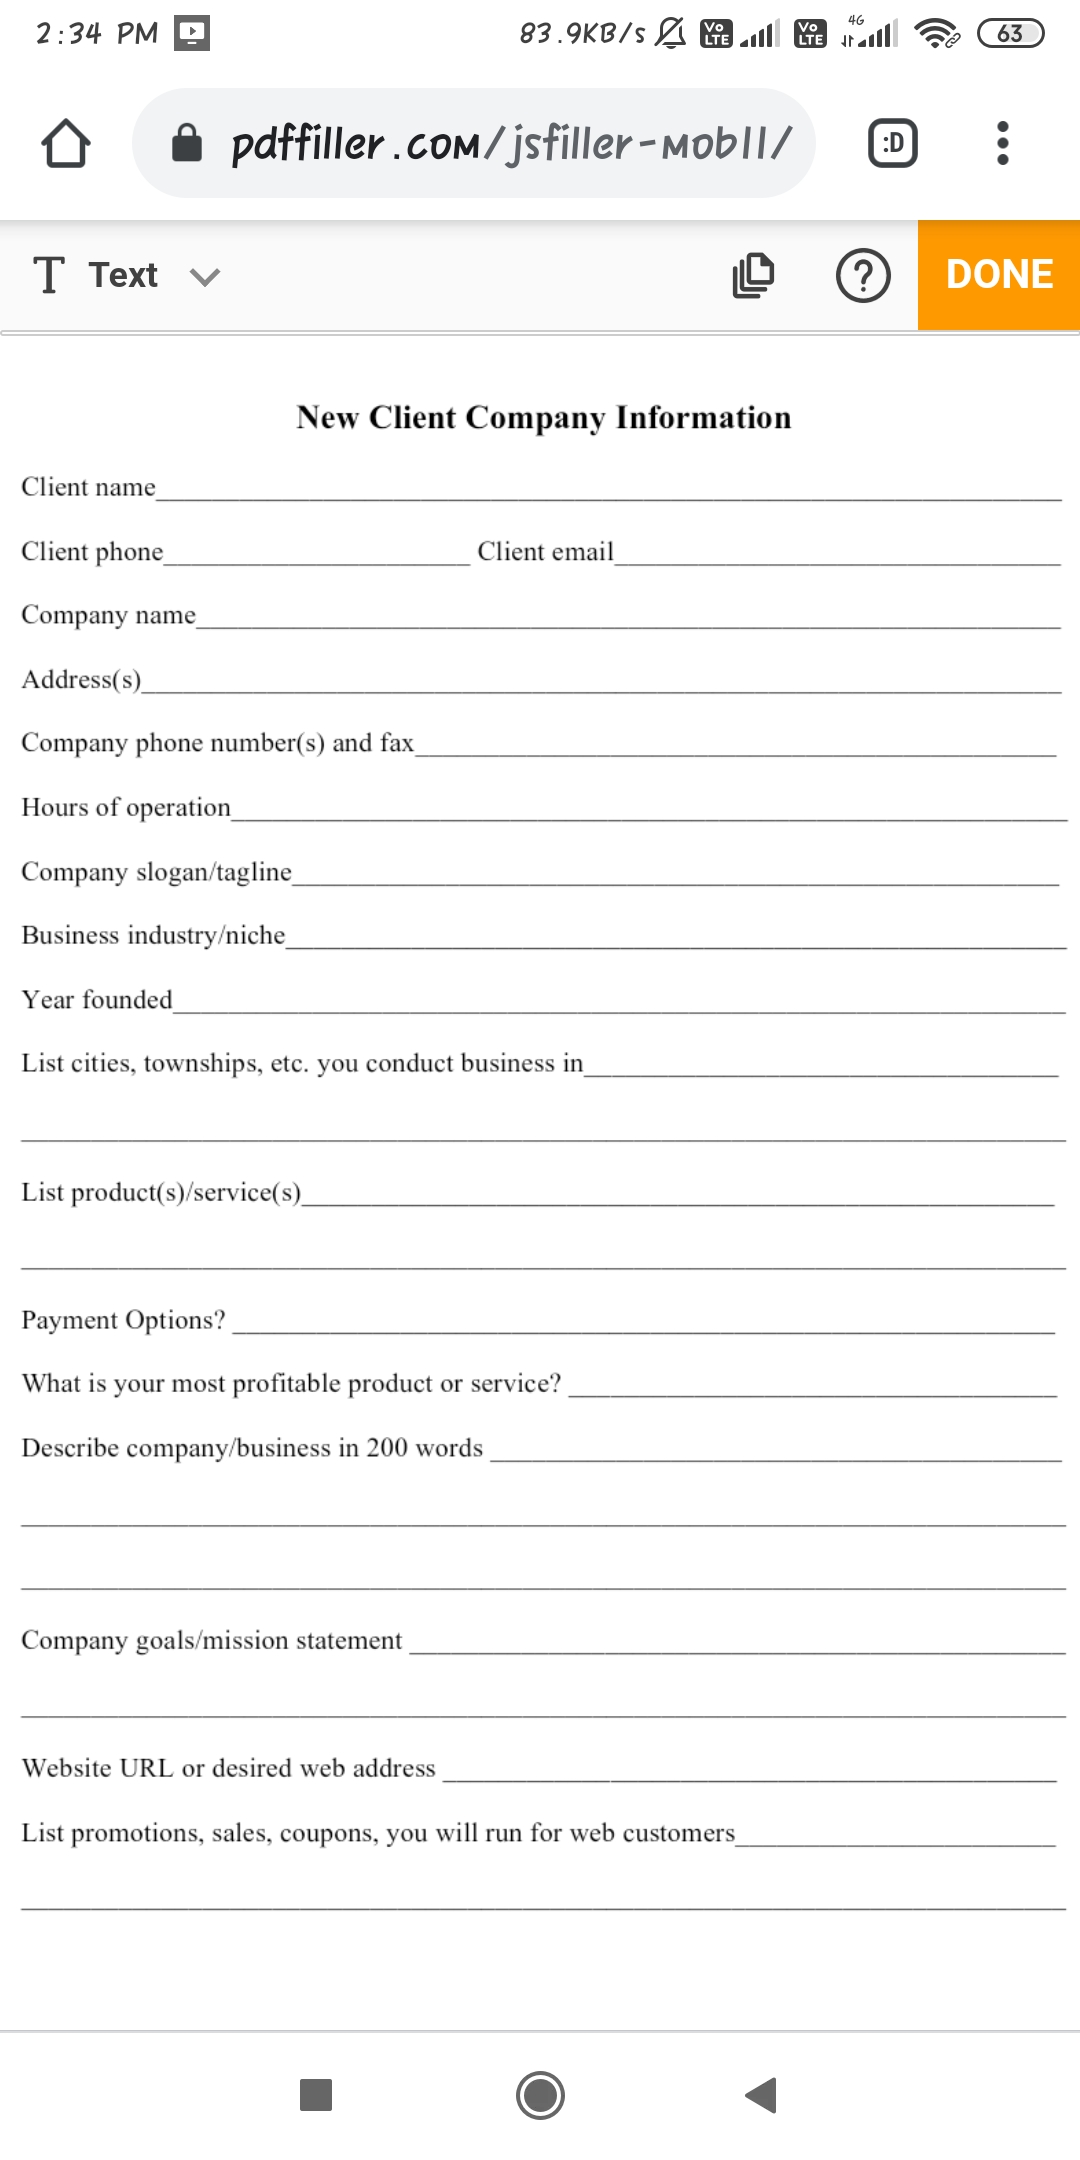 2:34 PM 83.9KB/s Vo LTE Vo LTE 4G 63
pdffiller.com/jsfiller-mob11/ :D
T Text ? DONE
New Client Company Information
Client name
Client phone Client email
Company name
Address(s)
Company phone number(s) and fax
Hours of operation
Company slogan/tagline
Business industry/niche
Year founded
List cities, townships, etc. you conduct business in
List product(s)/service(s)
Payment Options?
What is your most profitable product or service?
Describe company/business in 200 words
Company goals/mission statement
Website URL or desired web address
List promotions, sales, coupons, you will run for web customers